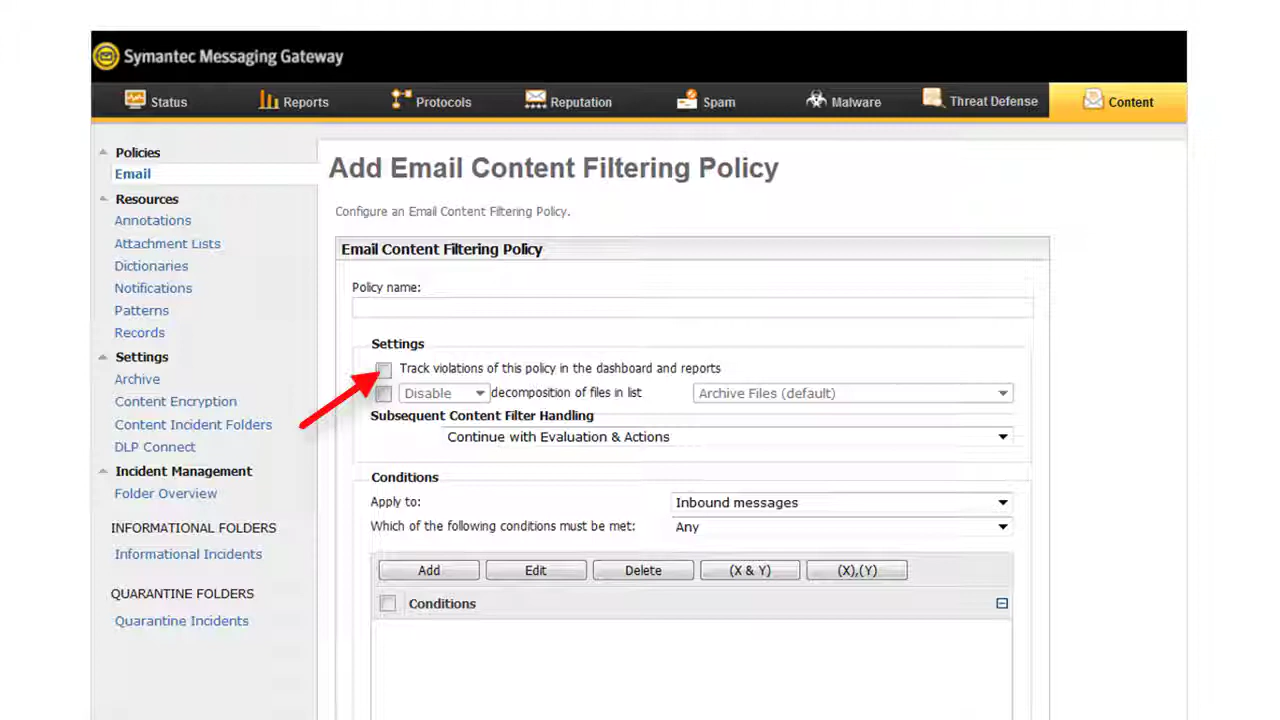 Symantec Messaging Gateway
Status Reports Protocols Reputation Spam Malware Threat Defense Content
Policies
Email
Resources
Annotations
Attachment Lists
Dictionaries
Notifications
Patterns
Records
Settings
Archive
Content Encryption
Content Incident Folders
DLP Connect
Incident Management
Folder Overview
INFORMATIONAL FOLDERS
Informational Incidents
QUARANTINE FOLDERS
Quarantine Incidents
Add Email Content Filtering Policy
Configure an Email Content Filtering Policy.
Email Content Filtering Policy
Policy name:
Settings
Track violations of this policy in the dashboard and reports
Disable decomposition of files in list Archive Files (default)
Subsequent Content Filter Handling
Continue with Evaluation & Actions
Conditions
Apply to: Inbound messages
Which of the following conditions must be met: Any
Add Edit Delete (X & Y) (X),(Y)
Conditions